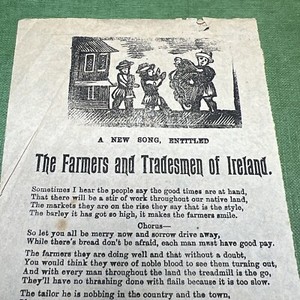 A NEW SONG, ENTITLED
The Farmers and Tradesmen of Ireland.
Sometimes I hear the people say the good times are at hand,
That there will be a stir of work throughout our native land,
The markets they are on the rise they say that is the style,
The barley it has got so high, it makes the farmers smile.
Chorus—
So let you all be merry now and sorrow drive away,
While there's bread don't be afraid, each man must have good pay.
The farmers they are doing well and that without a doubt,
You would think they were of noble blood to see them turning out,
And with every man throughout the land the treadmill is the go,
They'll have no thrashing done with flails because it is too slow.
The tailor he is nobbing in the country and the town,